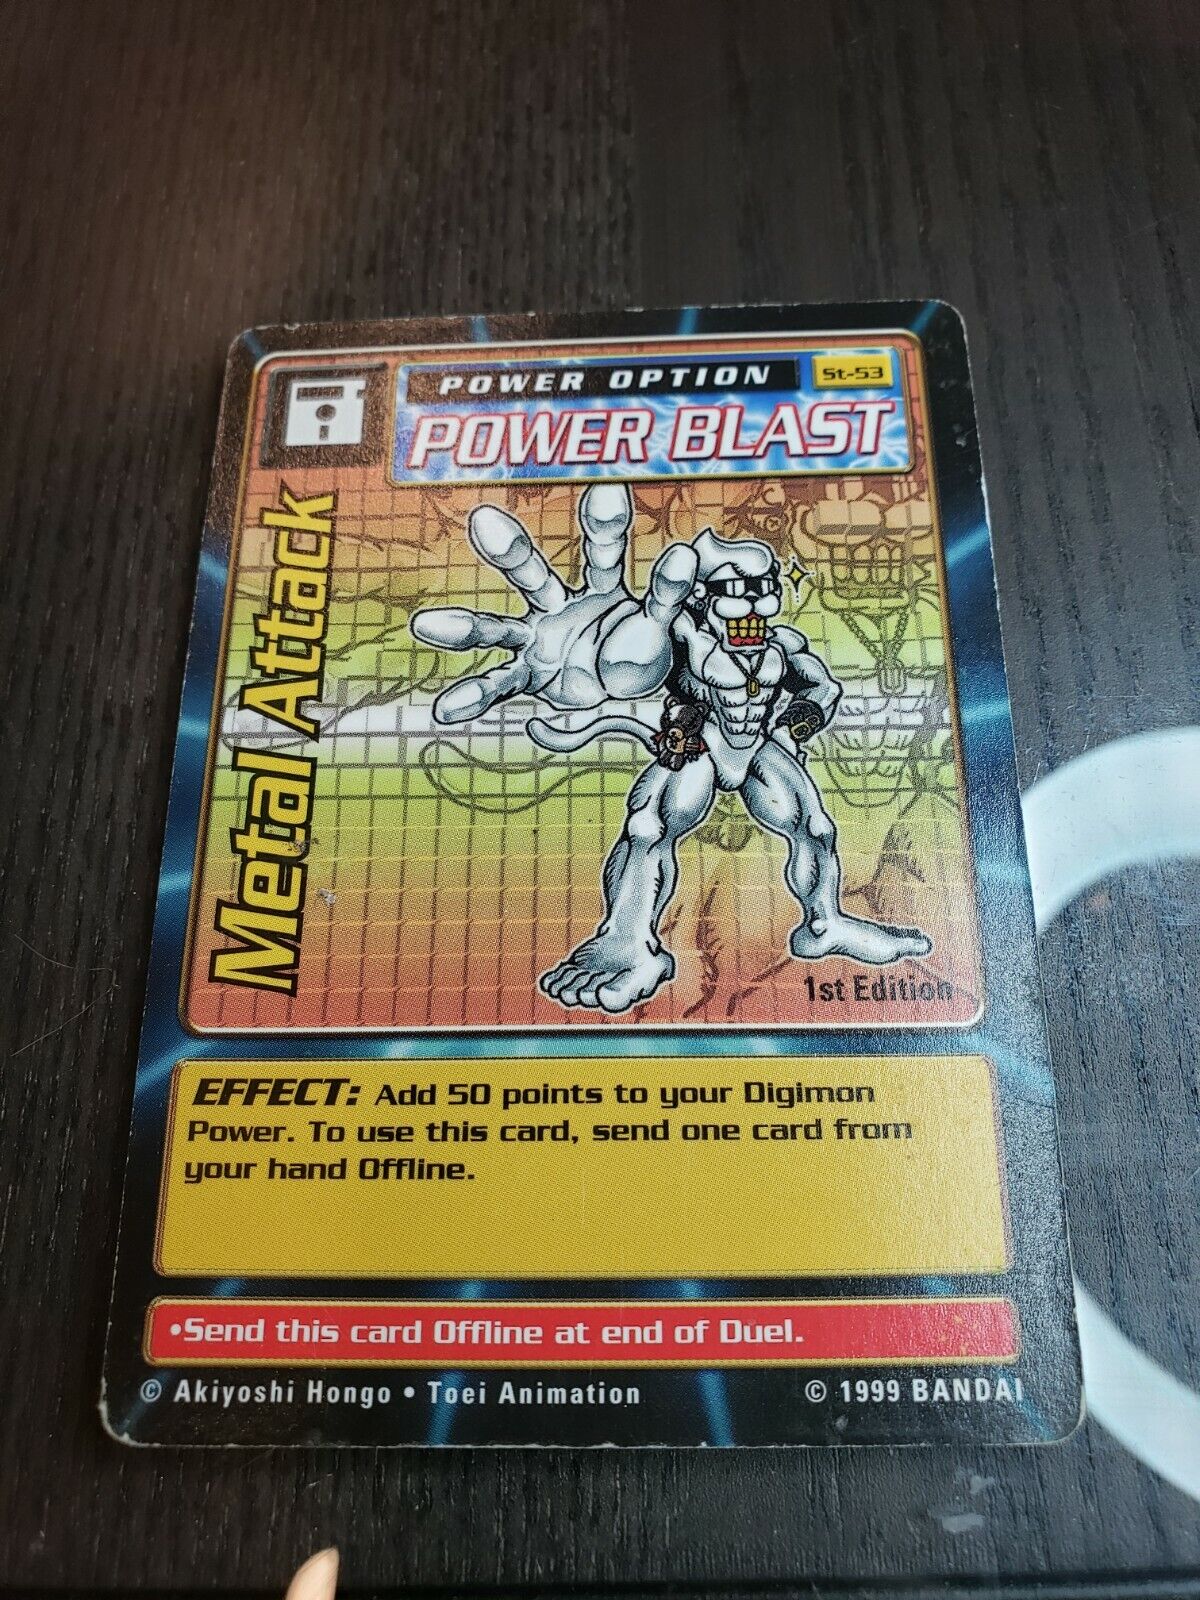 POWER OPTION
St-53
POWER BLAST
Metal Attack
1st Edition
EFFECT: Add 50 points to your Digimon
Power. To use this card, send one card from
your hand Offline.
•Send this card Offline at end of Duel.
© Akiyoshi Hongo • Toei Animation
© 1999 BANDAI